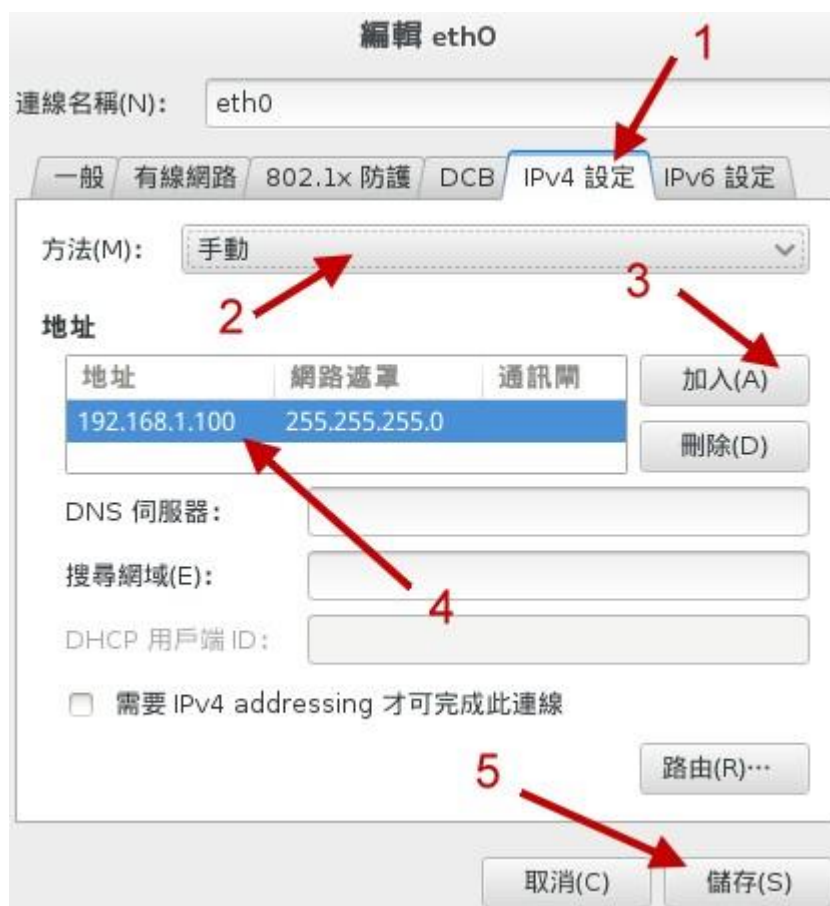 編輯 eth0
1
連線名稱(N): eth0
一般 有線網路 802.1x 防護 DCB IPv4 設定 IPv6 設定
方法(M): 手動
2
3
地址
地址 網路遮罩 通訊閘 加入(A)
192.168.1.100 255.255.255.0
刪除(D)
DNS 伺服器:
搜尋網域(E):
4
DHCP 用戶端 ID:
需要 IPv4 addressing 才可完成此連線
5 路由(R)…
取消(C) 儲存(S)